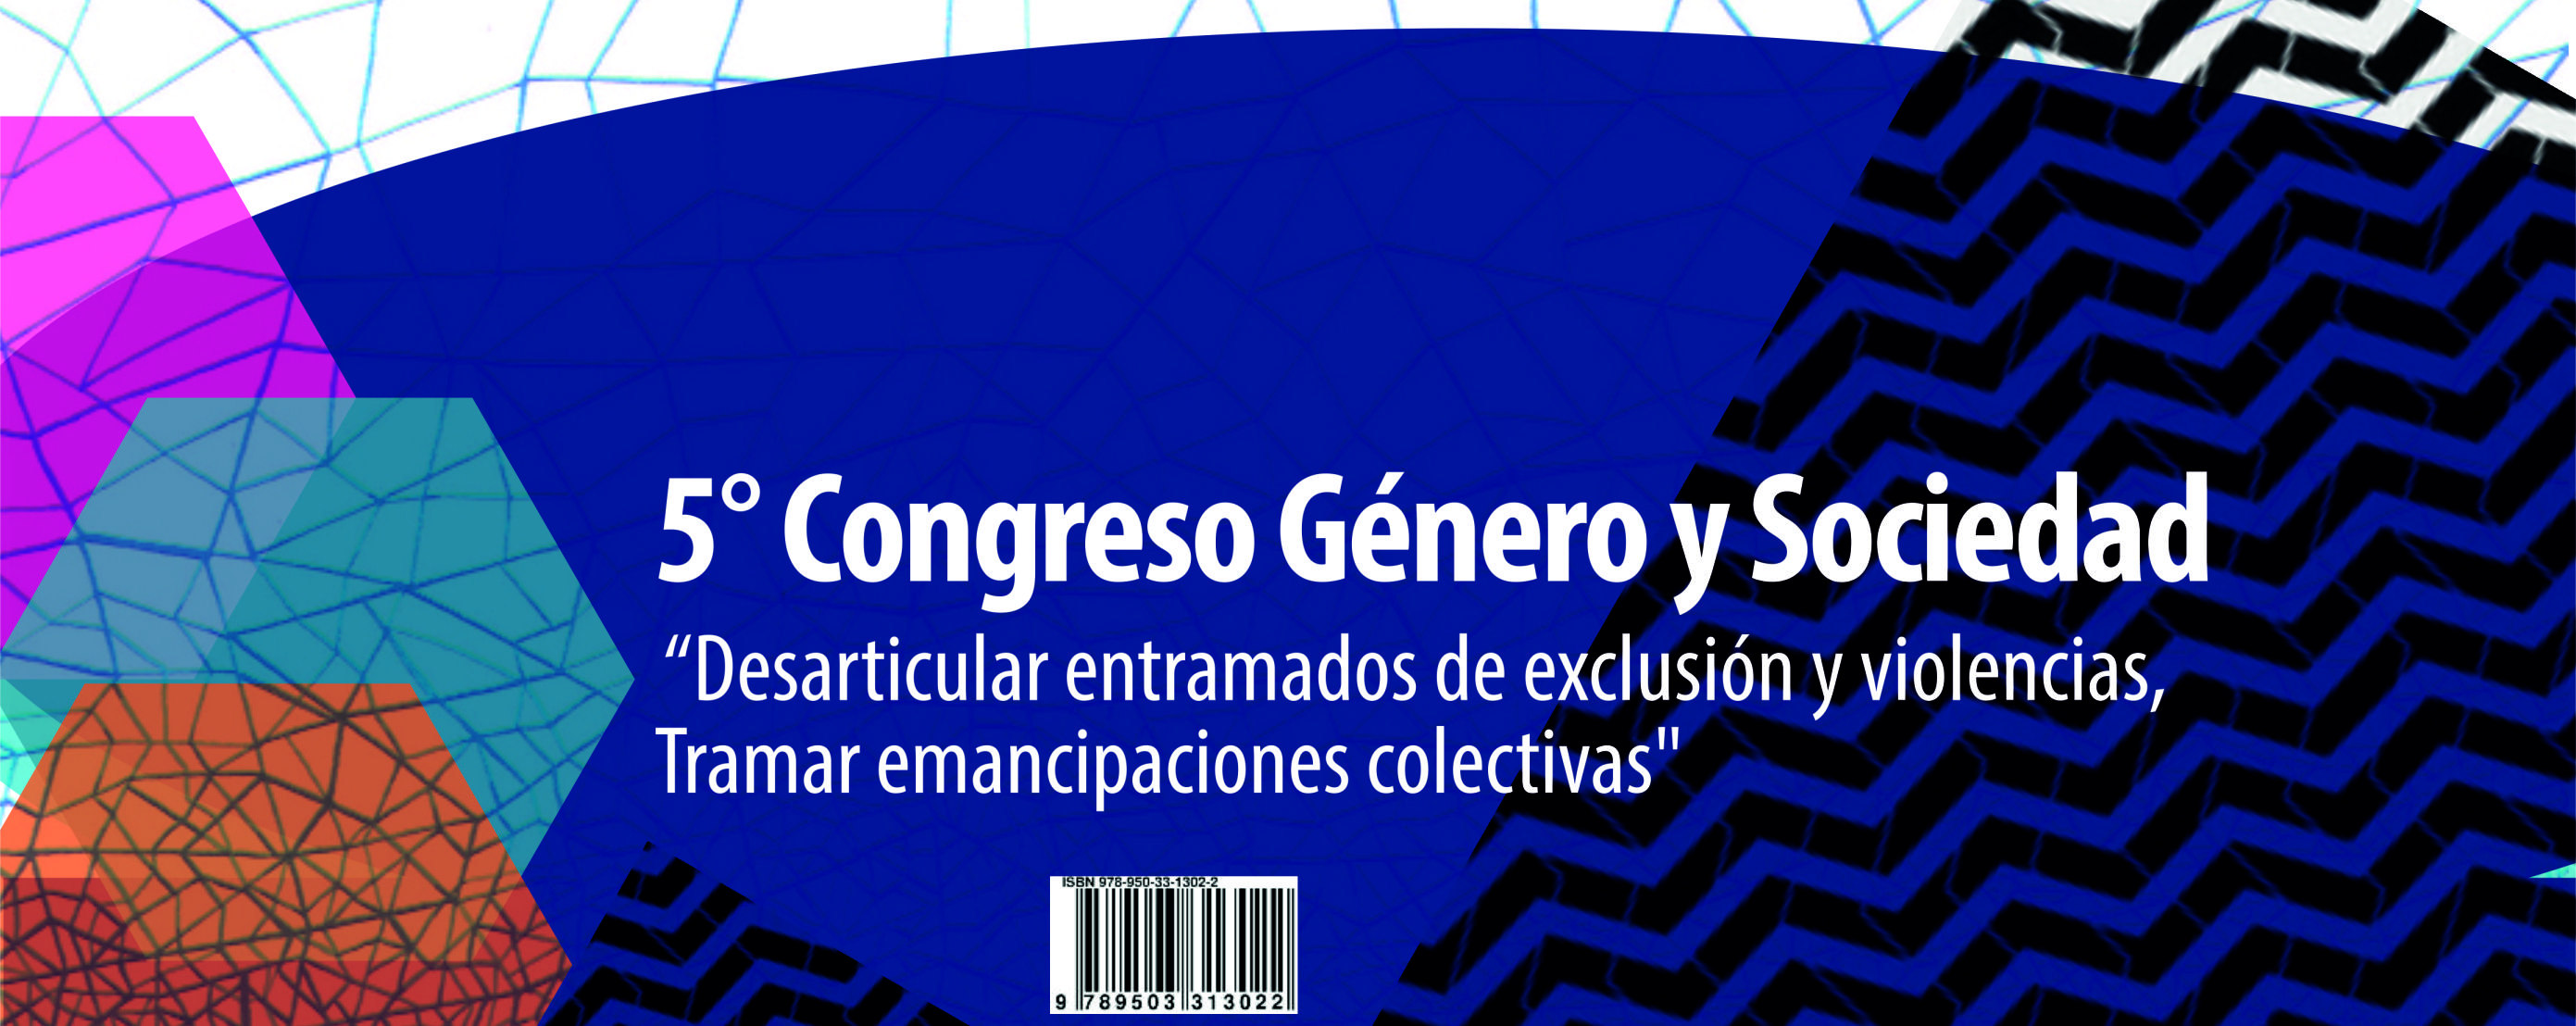 5° Congreso Género y Sociedad
“Desarticular entramados de exclusión y violencias,
Tramar emancipaciones colectivas"
ISBN 978-950-33-1302-2
9 789503 313022